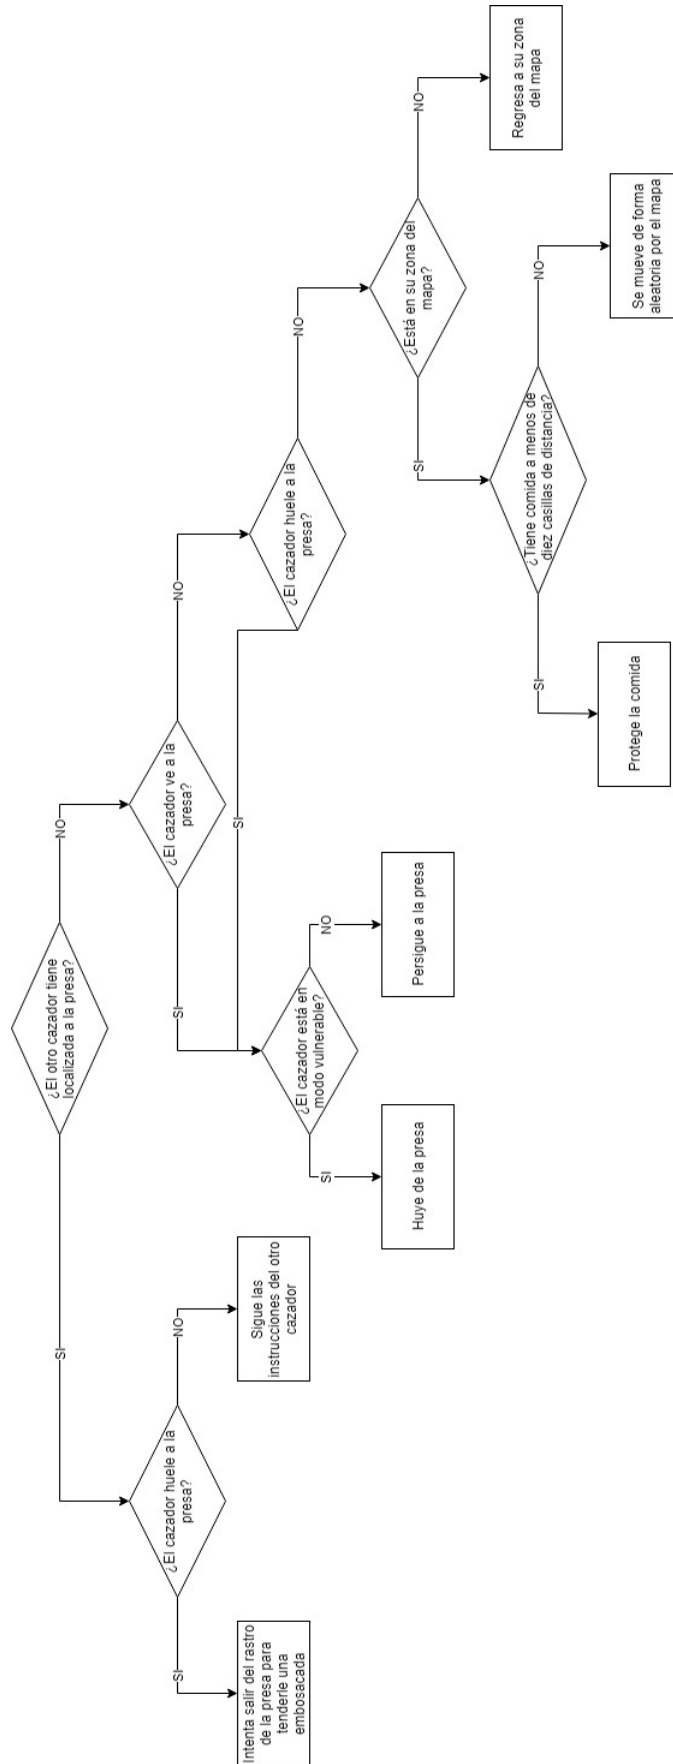 ¿El otro cazador tiene
localizada a la presa?
SI
NO
¿El cazador huele a la
presa?
¿El cazador ve a la
presa?
SI
NO
SI
NO
Intenta salir del rastro
de la presa para
tenderle una
embosacada
Sigue las
instrucciones del otro
cazador
¿El cazador está en
modo vulnerable?
SI
¿El cazador huele a la
presa?
SI
NO
NO
Huye de la presa
Persigue a la presa
¿Está en su zona del
mapa?
SI
NO
¿Tiene comida a menos de
diez casillas de distancia?
Regresa a su zona
del mapa
SI
NO
Protege la comida
Se mueve de forma
aleatoria por el mapa